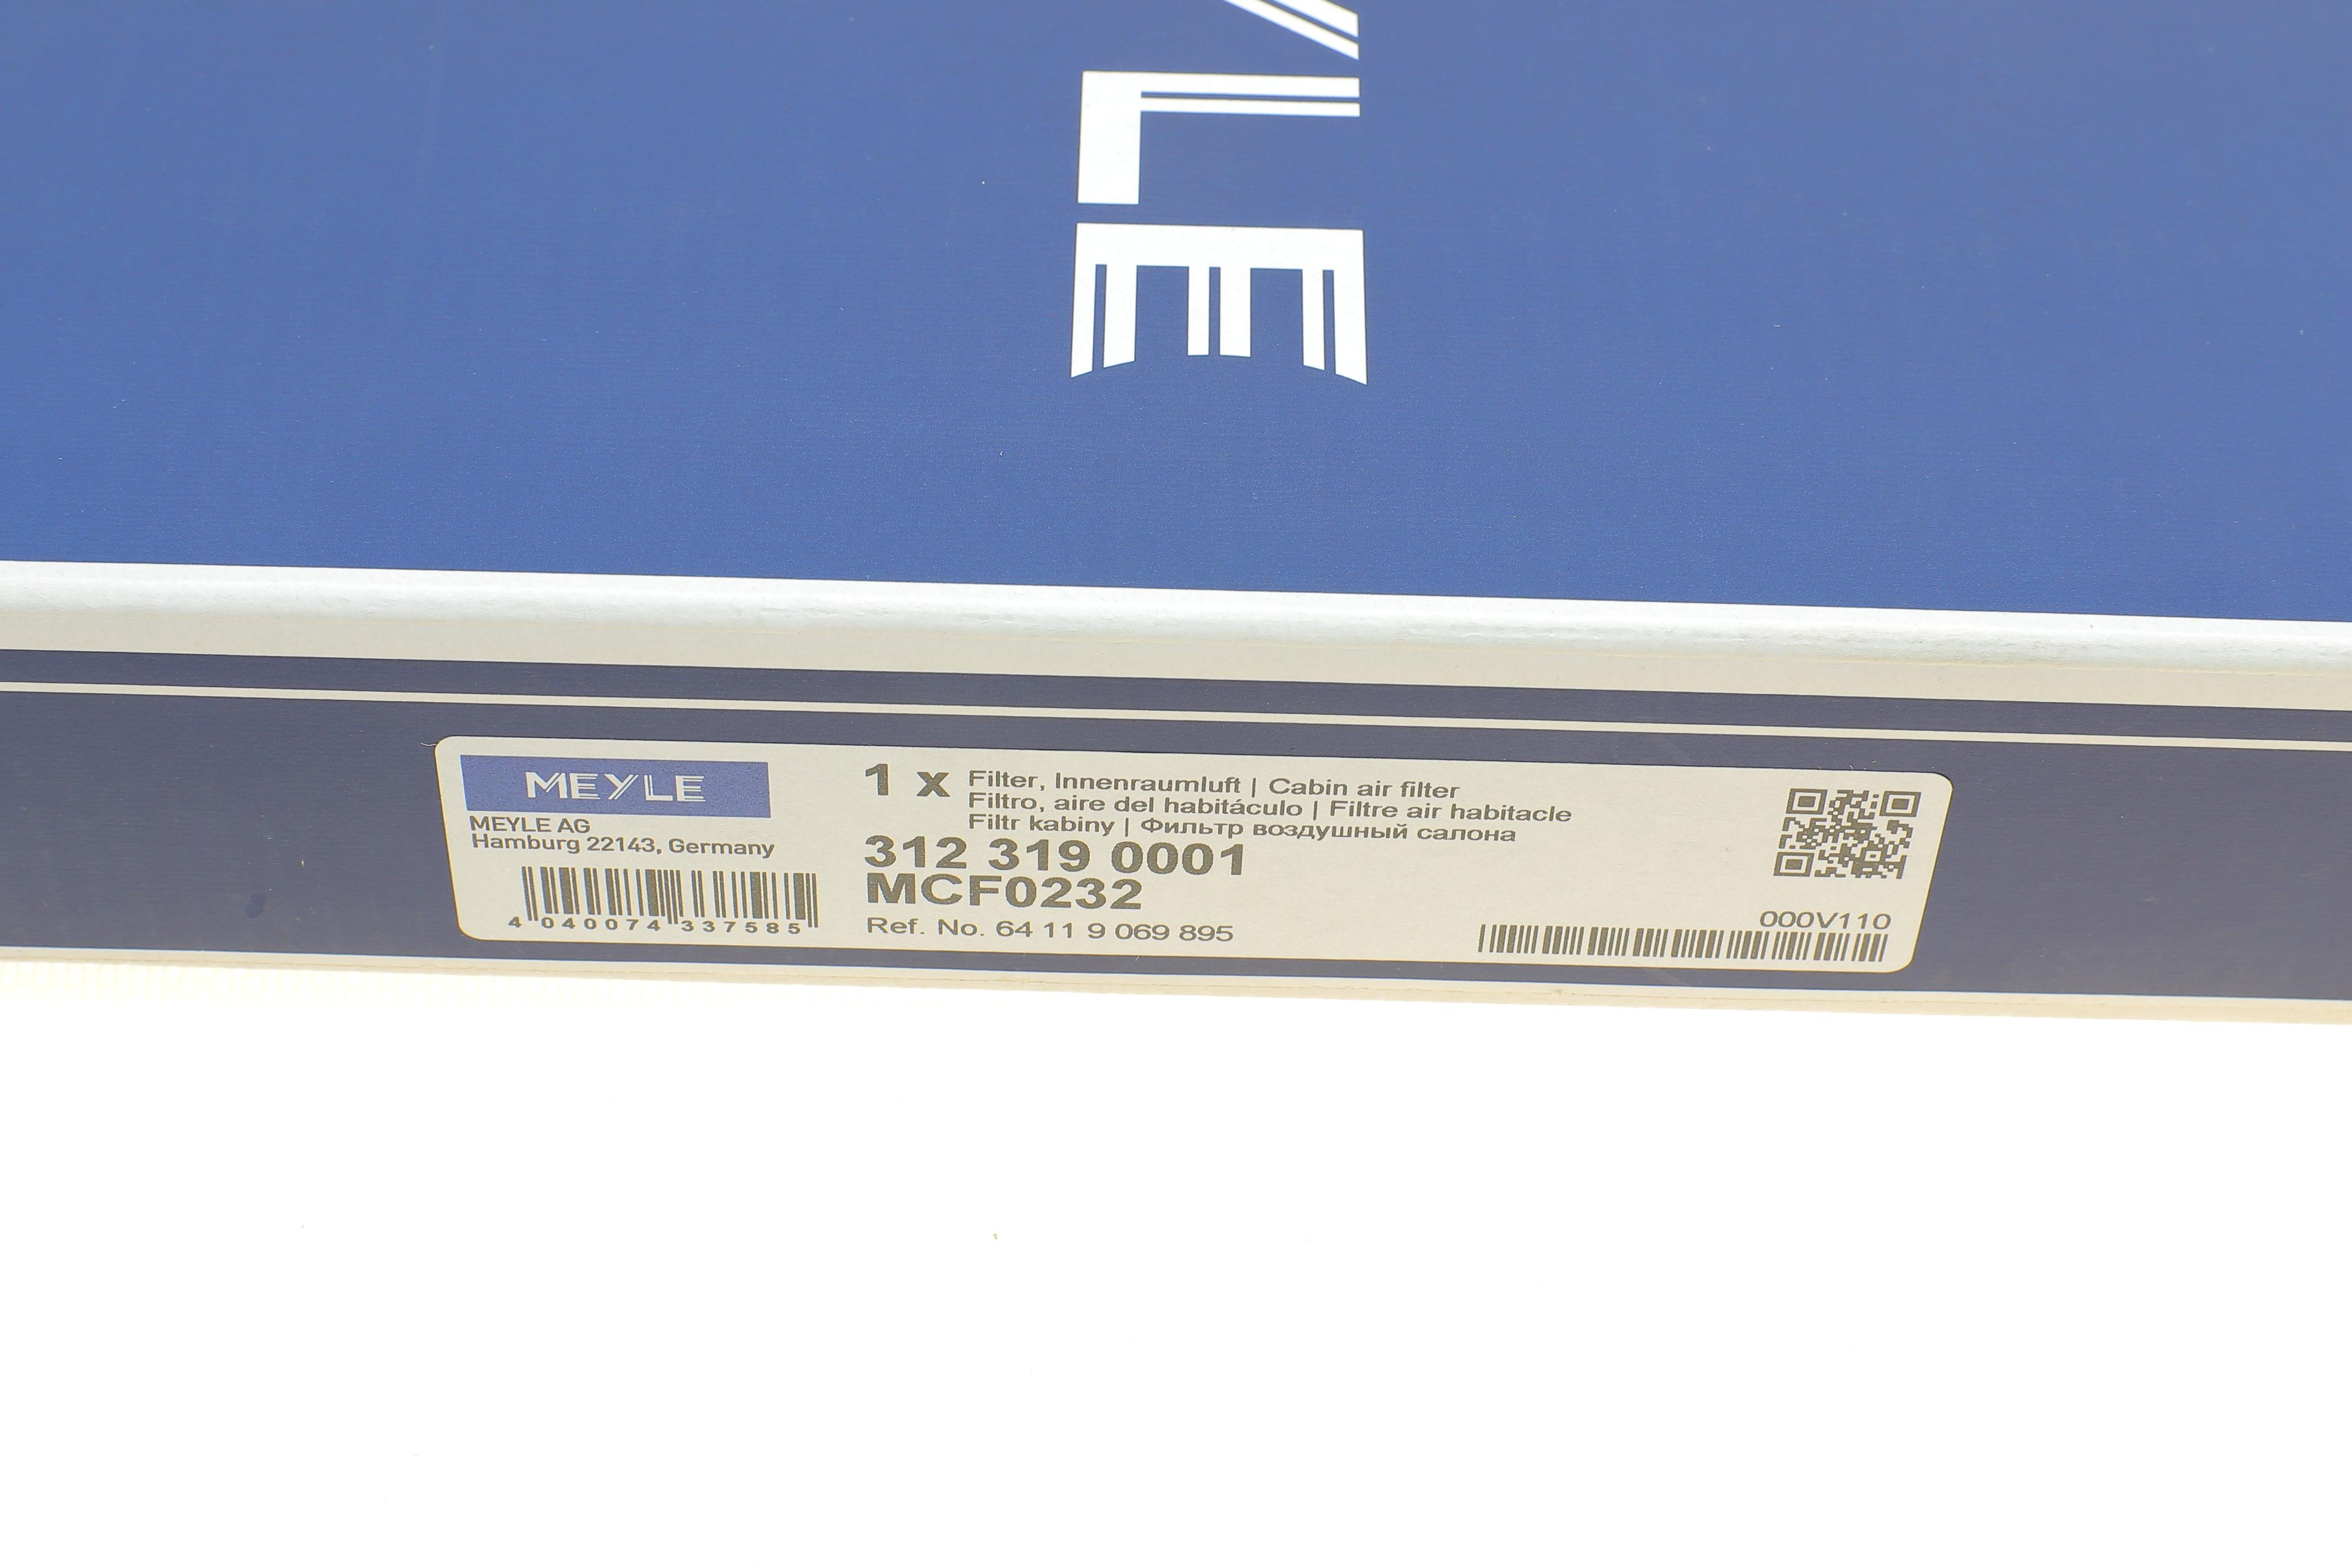 YLE
MEYLE
MEYLE AG
Hamburg 22143, Germany
4 040074 337585
1 x Filter, Innenraumluft | Cabin air filter
Filtro, aire del habitáculo | Filtre air habitacle
Filtr kabiny | Фильтр воздушный салона
312 319 0001
MCF0232
Ref. No. 64 11 9 069 895
000V110